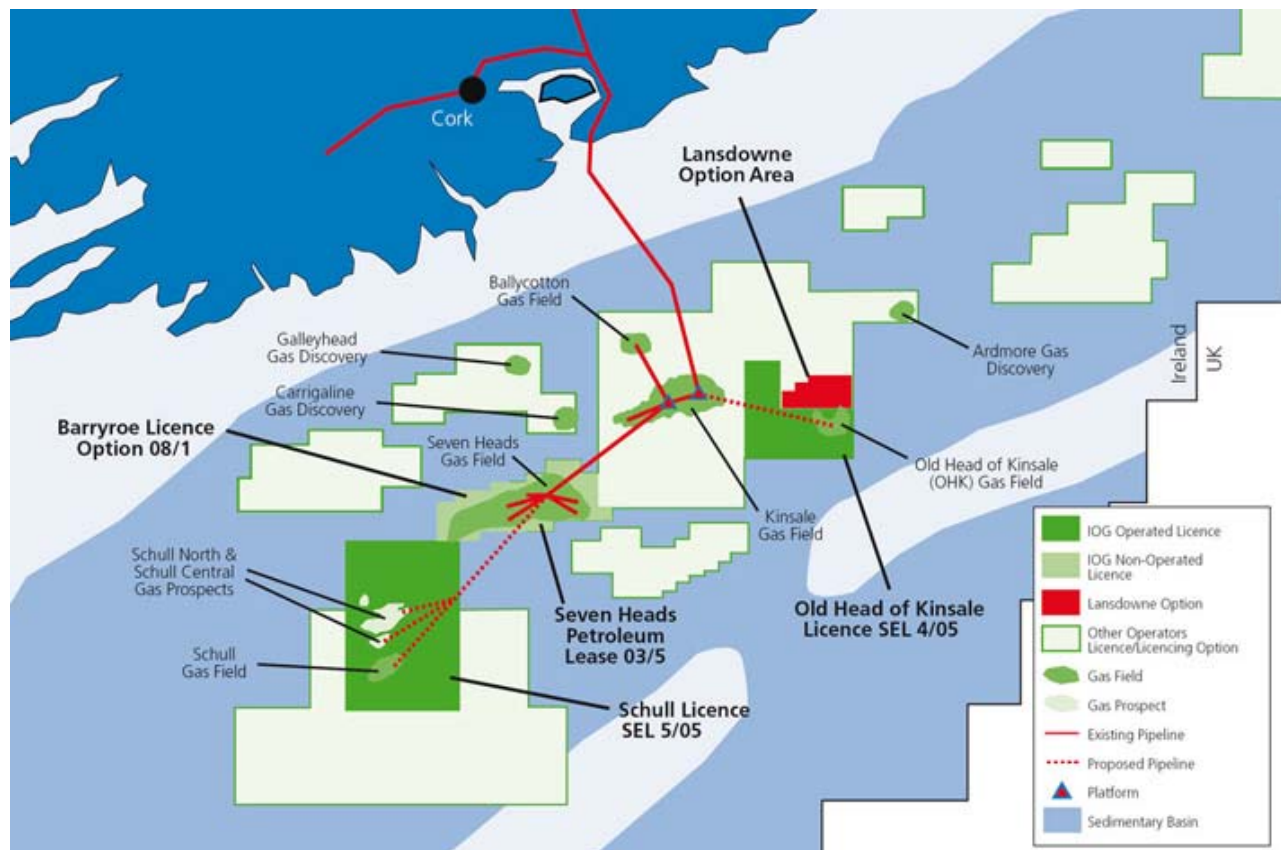 Cork
Lansdowne
Option Area
Ballycotton
Gas Field
Galleyhead
Gas Discovery
Carrigaline
Gas Discovery
Ardmore Gas
Discovery
Ireland
UK
Barryroe Licence
Option 08/1
Seven Heads
Gas Field
Old Head of Kinsale
(OHK) Gas Field
Kinsale
Gas Field
Schull North &
Schull Central
Gas Prospects
Seven Heads
Petroleum
Lease 03/5
Old Head of Kinsale
Licence SEL 4/05
Schull
Gas Field
Schull Licence
SEL 5/05
IOG Operated Licence
IOG Non-Operated
Licence
Lansdowne Option
Other Operators
Licence/Licencing Option
Gas Field
Gas Prospect
Existing Pipeline
Proposed Pipeline
Platform
Sedimentary Basin